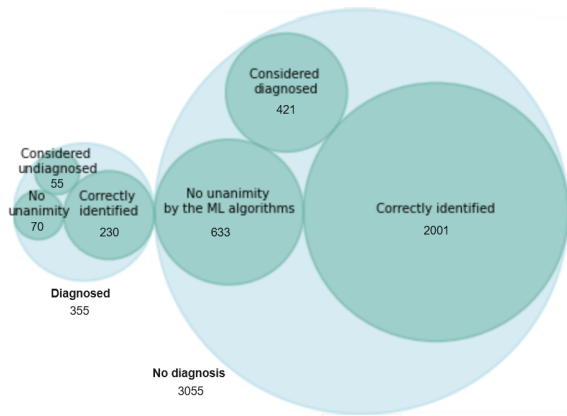 Considered
undiagnosed
55
No
unanimity
70
Correctly
identified
230
Diagnosed
355
Considered
diagnosed
421
No unanimity
by the ML algorithms
633
Correctly identified
2001
No diagnosis
3055